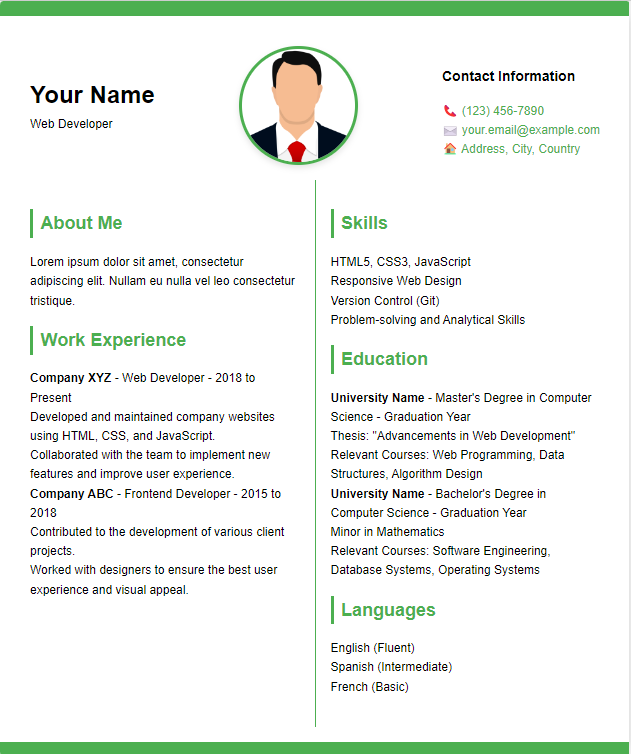 Your Name
Web Developer
Contact Information
(123) 456-7890
your.email@example.com
Address, City, Country
About Me
Lorem ipsum dolor sit amet, consectetur
adipiscing elit. Nullam eu nulla vel leo consectetur
tristique.
Work Experience
Company XYZ - Web Developer - 2018 to
Present
Developed and maintained company websites
using HTML, CSS, and JavaScript.
Collaborated with the team to implement new
features and improve user experience.
Company ABC - Frontend Developer - 2015 to
2018
Contributed to the development of various client
projects.
Worked with designers to ensure the best user
experience and visual appeal.
Skills
HTML5, CSS3, JavaScript
Responsive Web Design
Version Control (Git)
Problem-solving and Analytical Skills
Education
University Name - Master's Degree in Computer
Science - Graduation Year
Thesis: "Advancements in Web Development"
Relevant Courses: Web Programming, Data
Structures, Algorithm Design
University Name - Bachelor's Degree in
Computer Science - Graduation Year
Minor in Mathematics
Relevant Courses: Software Engineering,
Database Systems, Operating Systems
Languages
English (Fluent)
Spanish (Intermediate)
French (Basic)